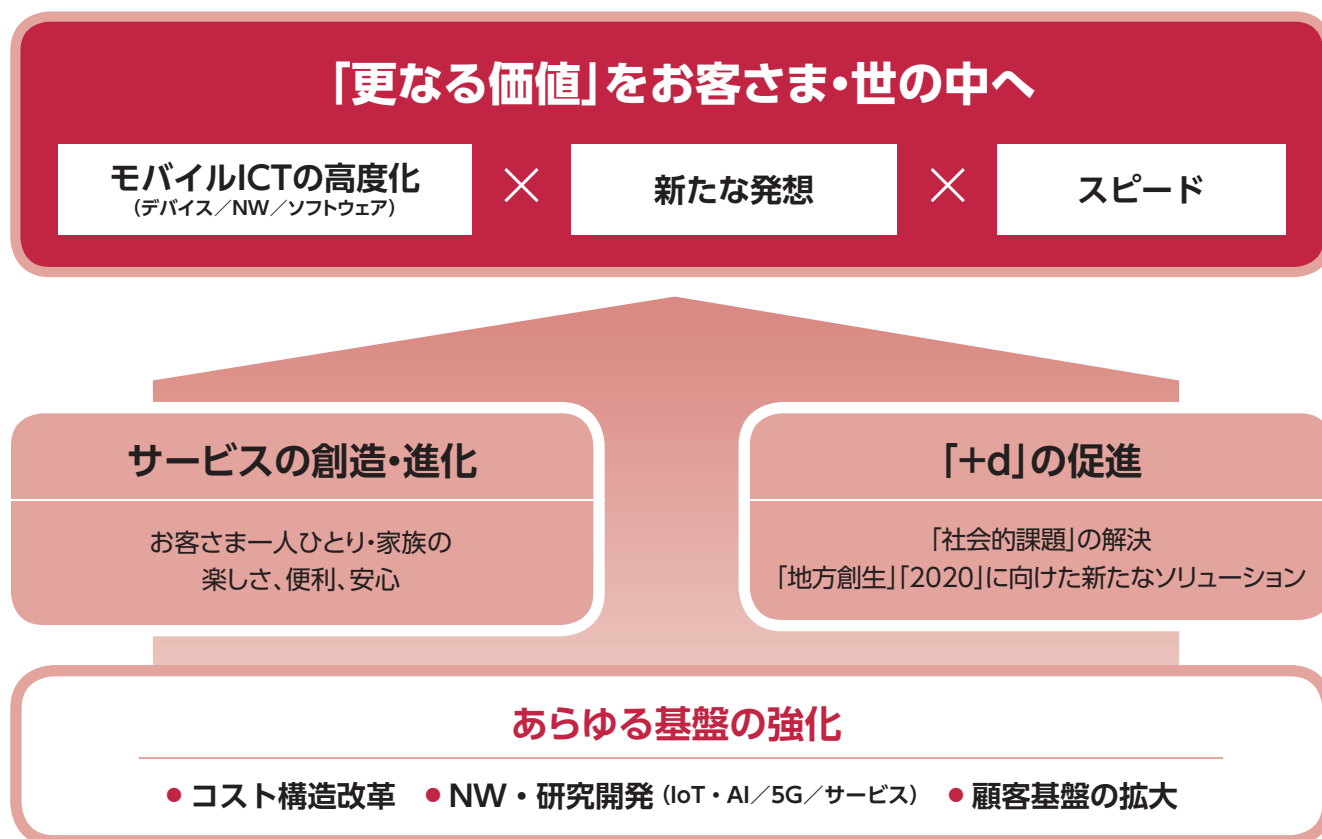 「更なる価値」をお客さま・世の中へ
モバイルICTの高度化
（デバイス／NW／ソフトウェア）
×
新たな発想
×
スピード
サービスの創造・進化
お客さま一人ひとり・家族の
楽しさ、便利、安心
「+d」の促進
「社会的課題」の解決
「地方創生」「2020」に向けた新たなソリューション
あらゆる基盤の強化
● コスト構造改革 ● NW・研究開発（IoT・AI／5G／サービス） ● 顧客基盤の拡大